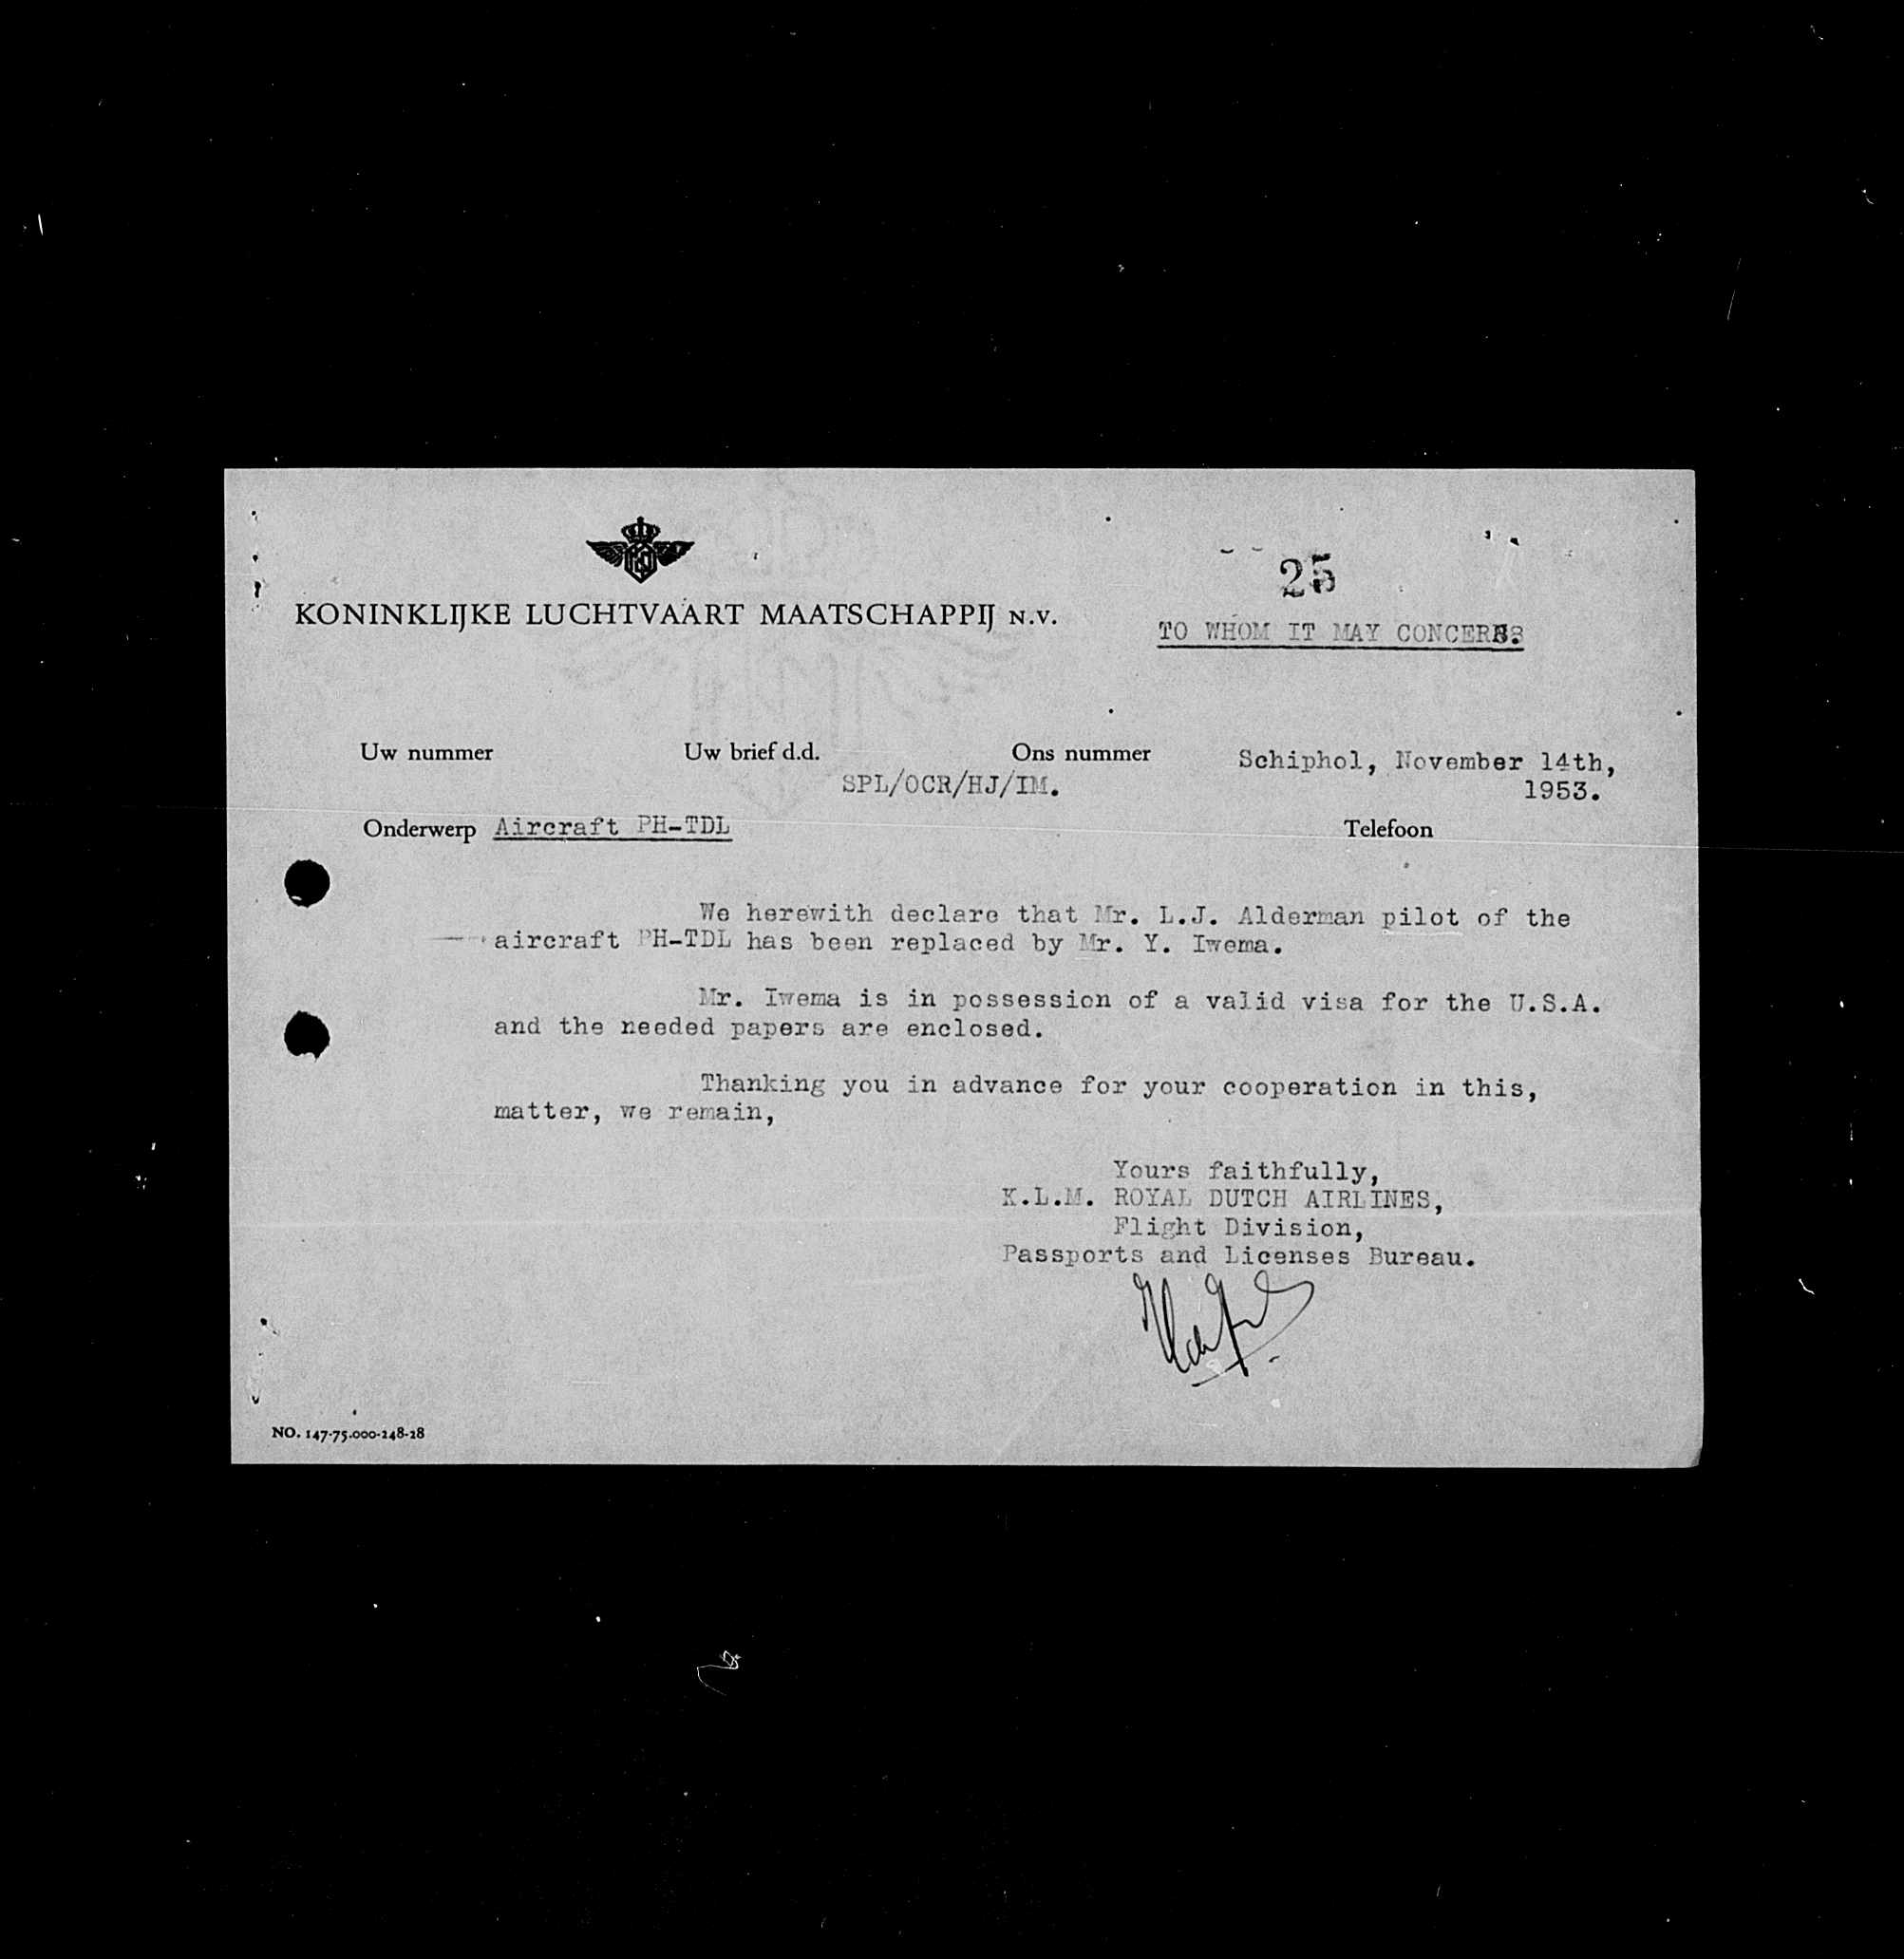 25
KONINKLIJKE LUCHTVAART MAATSCHAPPIJ N.V.
TO WHOM IT MAY CONCERN:
Uw nummer Uw brief d.d. Ons nummer Schiphol, November 14th,
SPL/OCR/HJ/IM. 1953.
Onderwerp Aircraft PH-TDL Telefoon
We herewith declare that Mr. L.J. Alderman pilot of the
aircraft PH-TDL has been replaced by Mr. Y. Iwema.
Mr. Iwema is in possession of a valid visa for the U.S.A.
and the needed papers are enclosed.
Thanking you in advance for your cooperation in this,
matter, we remain,
Yours faithfully,
K.L.M. ROYAL DUTCH AIRLINES,
Flight Division,
Passports and Licenses Bureau.
NO. 147-75.000-248-28